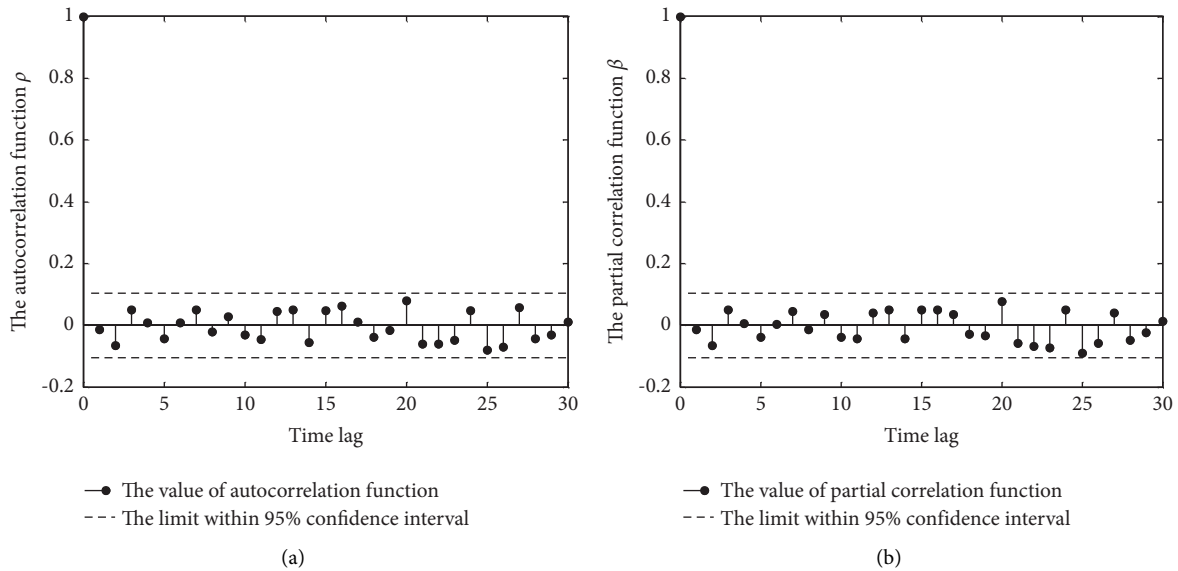 The autocorrelation function ρ
1
0.8
0.6
0.4
0.2
0
-0.2
0 5 10 15 20 25 30
Time lag
The value of autocorrelation function
The limit within 95% confidence interval
(a)
The partial correlation function β
1
0.8
0.6
0.4
0.2
0
-0.2
0 5 10 15 20 25 30
Time lag
The value of partial correlation function
The limit within 95% confidence interval
(b)